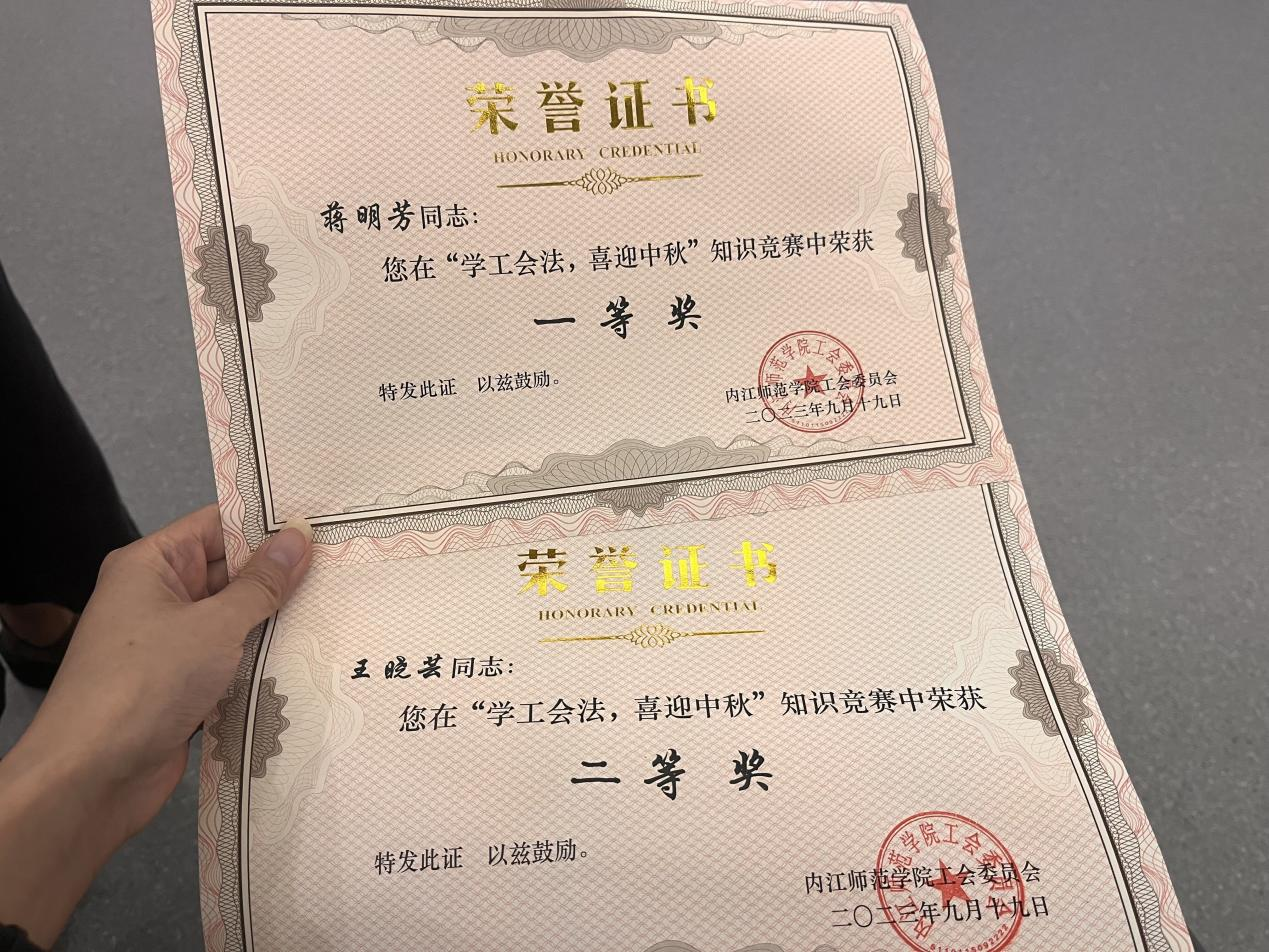 荣誉证书
HONORARY CREDENTIAL
蒋明芳同志：
您在“学工会法，喜迎中秋”知识竞赛中荣获
一等奖
特发此证 以兹鼓励。
内江师范学院工会委员会
二〇二三年九月十九日
荣誉证书
HONORARY CREDENTIAL
王晓芸同志：
您在“学工会法，喜迎中秋”知识竞赛中荣获
二等奖
特发此证 以兹鼓励。
内江师范学院工会委员会
二〇二三年九月十九日